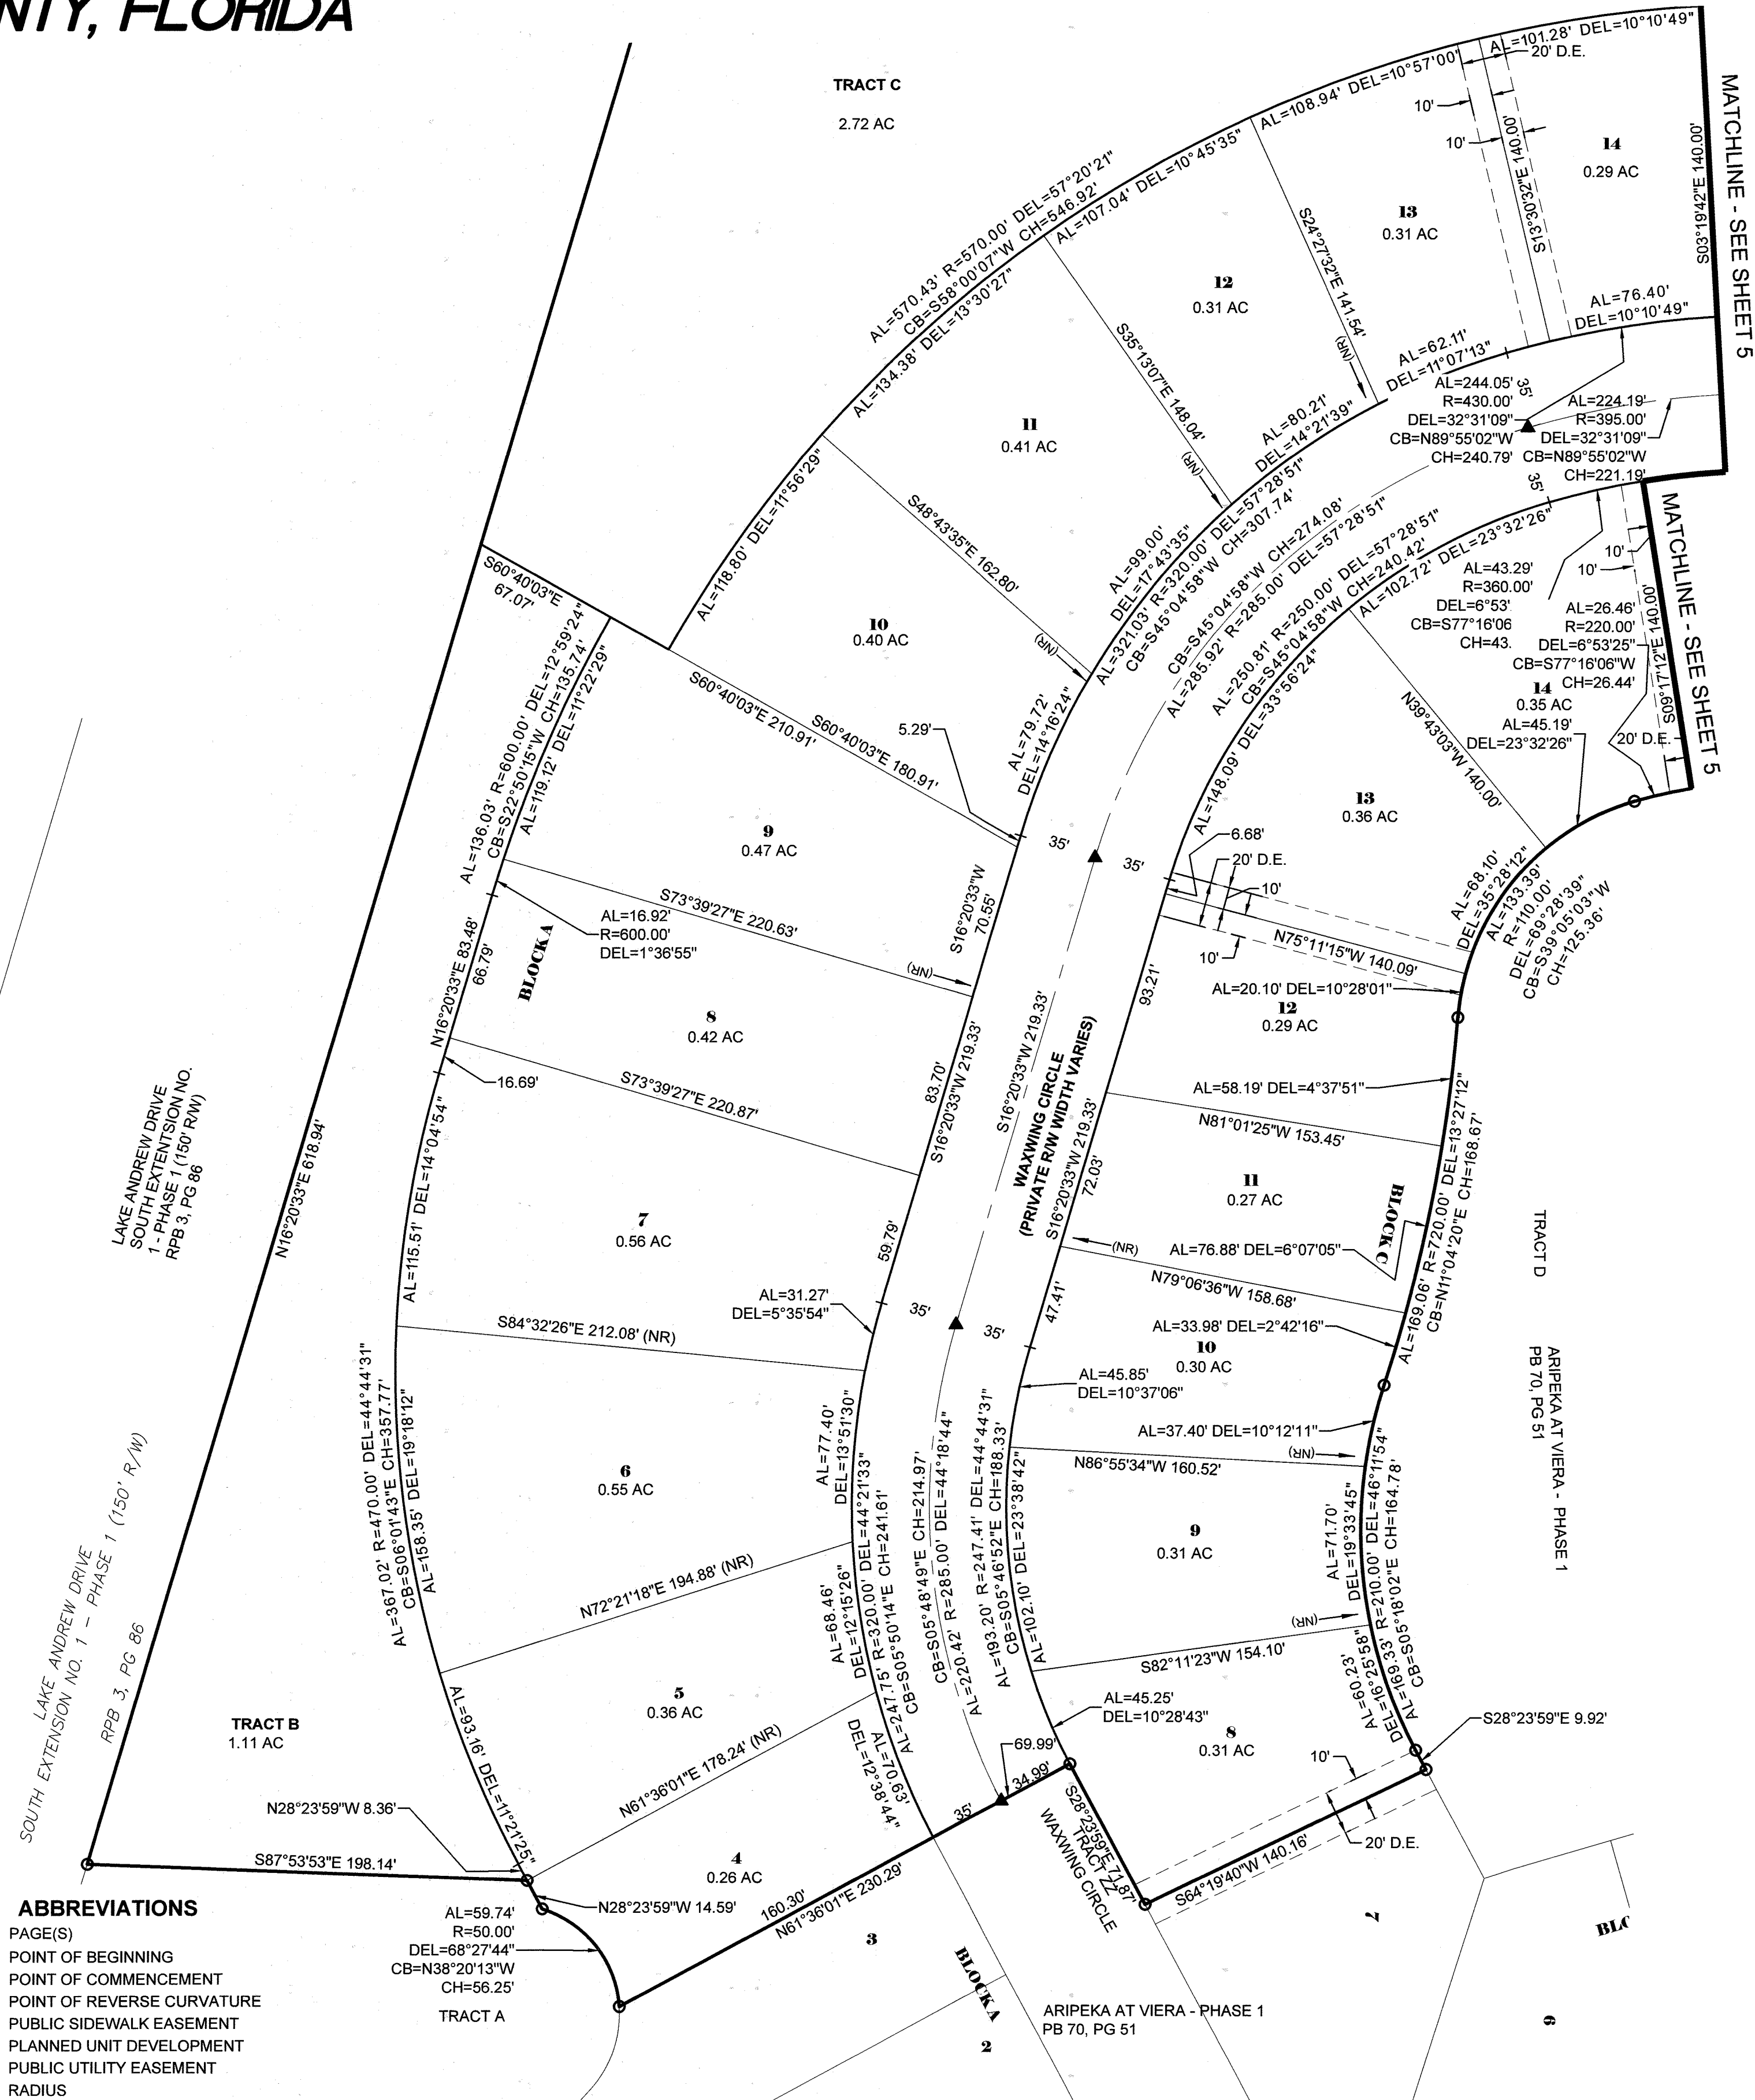 NTY, FLORIDA
TRACT C
2.72 AC
AL=101.28' DEL=10°10'49"
20' D.E.
AL=108.94' DEL=10°57'00"
10'
10'
S13°30'32"E 140.00'
14
0.29 AC
S03°19'42"E 140.00'
MATCHLINE - SEE SHEET 5
AL=76.40'
DEL=10°10'49"
13
0.31 AC
S24°27'32"E 141.54'
(NR)
AL=62.11'
DEL=11°07'13"
AL=107.04' DEL=10°45'35"
12
0.31 AC
S35°13'07"E 148.04'
(NR)
AL=80.21'
DEL=14°21'39"
AL=570.43' R=570.00' DEL=57°20'21"
CB=S58°00'07"W CH=546.92'
AL=134.38' DEL=13°30'27"
11
0.41 AC
S48°43'35"E 162.80'
(NR)
AL=99.00'
DEL=17°43'35"
AL=321.03' R=320.00' DEL=57°28'51"
CB=S45°04'58"W CH=307.74'
CB=S45°04'58"W CH=274.08'
AL=285.92' R=285.00' DEL=57°28'51"
AL=250.81' R=250.00' DEL=57°28'51"
CB=S45°04'58"W CH=240.42'
AL=102.72' DEL=23°32'26"
AL=148.09' DEL=33°56'24"
35'
AL=244.05'
R=430.00'
DEL=32°31'09"
CB=N89°55'02"W
CH=240.79'
AL=224.19'
R=395.00'
DEL=32°31'09"
CB=N89°55'02"W
CH=221.19'
35'
MATCHLINE - SEE SHEET 5
10'
10'
S09°17'12"E 140.00'
AL=43.29'
R=360.00'
DEL=6°53'
CB=S77°16'06
CH=43.
AL=26.46'
R=220.00'
DEL=6°53'25"
CB=S77°16'06"W
CH=26.44'
14
0.35 AC
AL=45.19'
DEL=23°32'26"
20' D.E.
N39°43'03"W 140.00'
13
0.36 AC
AL=68.10'
DEL=35°28'12"
AL=133.39'
R=110.00'
DEL=69°28'39"
CB=S39°05'03"W
CH=125.36'
AL=118.80' DEL=11°56'29"
10
0.40 AC
S60°40'03"E
67.07'
S60°40'03"E 210.91'
S60°40'03"E 180.91'
5.29'
AL=79.72'
DEL=14°16'24"
AL=136.03' R=600.00' DEL=12°59'24"
CB=S22°50'15"W CH=135.74'
AL=119.12' DEL=11°22'29"
9
0.47 AC
35'
35'
6.68'
20' D.E.
10'
10'
N75°11'15"W 140.09'
S73°39'27"E 220.63'
(NR)
S16°20'33"W
70.55'
AL=16.92'
R=600.00'
DEL=1°36'55"
BLOCK A
N16°20'33"E 83.48'
66.79'
8
0.42 AC
16.69'
S73°39'27"E 220.87'
83.70'
S16°20'33"W 219.33'
S16°20'33"W 219.33'
WAXWING CIRCLE
(PRIVATE R/W WIDTH VARIES)
S16°20'33"W 219.33'
72.03'
93.21'
AL=20.10' DEL=10°28'01"
12
0.29 AC
AL=58.19' DEL=4°37'51"
N81°01'25"W 153.45'
11
0.27 AC
BLOCK C
(NR)
AL=76.88' DEL=6°07'05"
N79°06'36"W 158.68'
AL=169.06' R=720.00' DEL=13°27'12"
CB=N11°04'20"E CH=168.67'
TRACT D
ARIPEKA AT VIERA - PHASE 1
PB 70, PG 51
LAKE ANDREW DRIVE
SOUTH EXTENTSION NO.
1 - PHASE 1 (150' R/W)
RPB 3, PG 86
N16°20'33"E 618.94'
AL=115.51' DEL=14°04'54"
7
0.56 AC
59.79'
AL=31.27'
DEL=5°35'54"
S84°32'26"E 212.08' (NR)
35'
35'
47.41'
AL=33.98' DEL=2°42'16"
10
0.30 AC
AL=45.85'
DEL=10°37'06"
AL=37.40' DEL=10°12'11"
(NR)
N86°55'34"W 160.52'
AL=367.02' R=470.00' DEL=44°44'31"
CB=S06°01'43"E CH=357.77'
AL=158.35' DEL=19°18'12"
6
0.55 AC
AL=77.40'
DEL=13°51'30"
AL=247.75' R=320.00' DEL=44°21'33"
CB=S05°50'14"E CH=241.61'
CB=S05°48'49"E CH=214.97'
AL=220.42' R=285.00' DEL=44°18'44"
AL=193.20' R=247.41' DEL=44°44'31"
CB=S05°46'52"E CH=188.33'
AL=102.10' DEL=23°38'42"
9
0.31 AC
AL=71.70'
DEL=19°33'45"
AL=169.33' R=210.00' DEL=46°11'54"
CB=S05°18'02"E CH=164.78'
(NR)
S82°11'23"W 154.10'
N72°21'18"E 194.88' (NR)
AL=68.46'
DEL=12°15'26"
LAKE ANDREW DRIVE
SOUTH EXTENSION NO. 1 - PHASE 1 (150' R/W)
RPB 3, PG 86
TRACT B
1.11 AC
AL=93.16' DEL=11°21'25"
5
0.36 AC
N61°36'01"E 178.24' (NR)
AL=70.63'
DEL=12°38'44"
AL=45.25'
DEL=10°28'43"
8
0.31 AC
AL=60.23'
DEL=16°25'58"
S28°23'59"E 9.92'
69.99'
34.99'
35'
10'
20' D.E.
S64°19'40"W 140.16'
S28°23'59"E 71.87'
TRACT ZZ
WAXWING CIRCLE
N28°23'59"W 8.36'
S87°53'53"E 198.14'
4
0.26 AC
N28°23'59"W 14.59'
160.30'
N61°36'01"E 230.29'
AL=59.74'
R=50.00'
DEL=68°27'44"
CB=N38°20'13"W
CH=56.25'
TRACT A
3
BLOCK A
2
ARIPEKA AT VIERA - PHASE 1
PB 70, PG 51
7
6
BLC
ABBREVIATIONS
PAGE(S)
POINT OF BEGINNING
POINT OF COMMENCEMENT
POINT OF REVERSE CURVATURE
PUBLIC SIDEWALK EASEMENT
PLANNED UNIT DEVELOPMENT
PUBLIC UTILITY EASEMENT
RADIUS